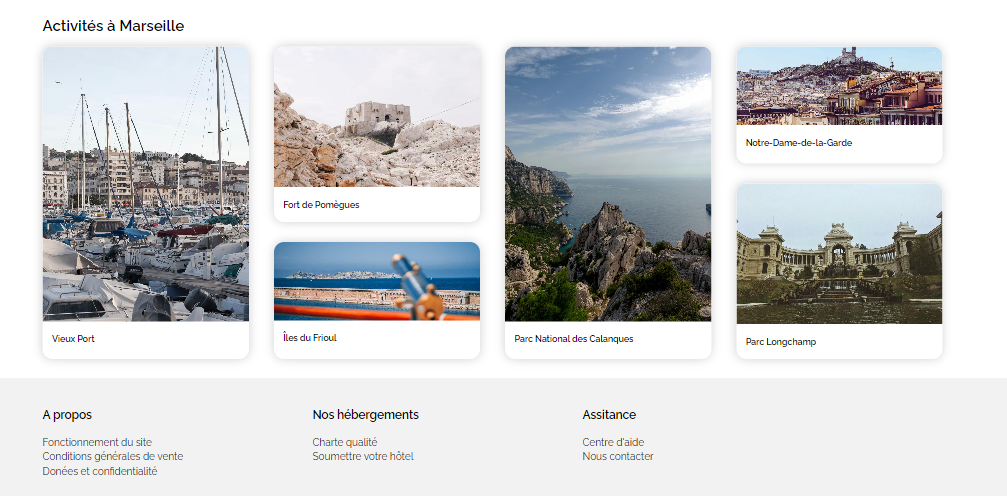 Activités à Marseille
Vieux Port
Fort de Pomègues
Îles du Frioul
Parc National des Calanques
Notre-Dame-de-la-Garde
Parc Longchamp
A propos
Fonctionnement du site
Conditions générales de vente
Donées et confidentialité
Nos hébergements
Charte qualité
Soumettre votre hôtel
Assitance
Centre d'aide
Nous contacter